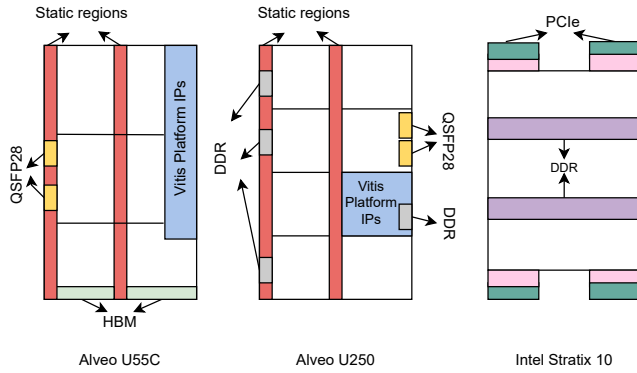 Static regions
Static regions
PCIe
Vitis Platform IPs
QSFP28
DDR
QSFP28
DDR
Vitis
Platform
IPs
DDR
HBM
Alveo U55C
Alveo U250
Intel Stratix 10